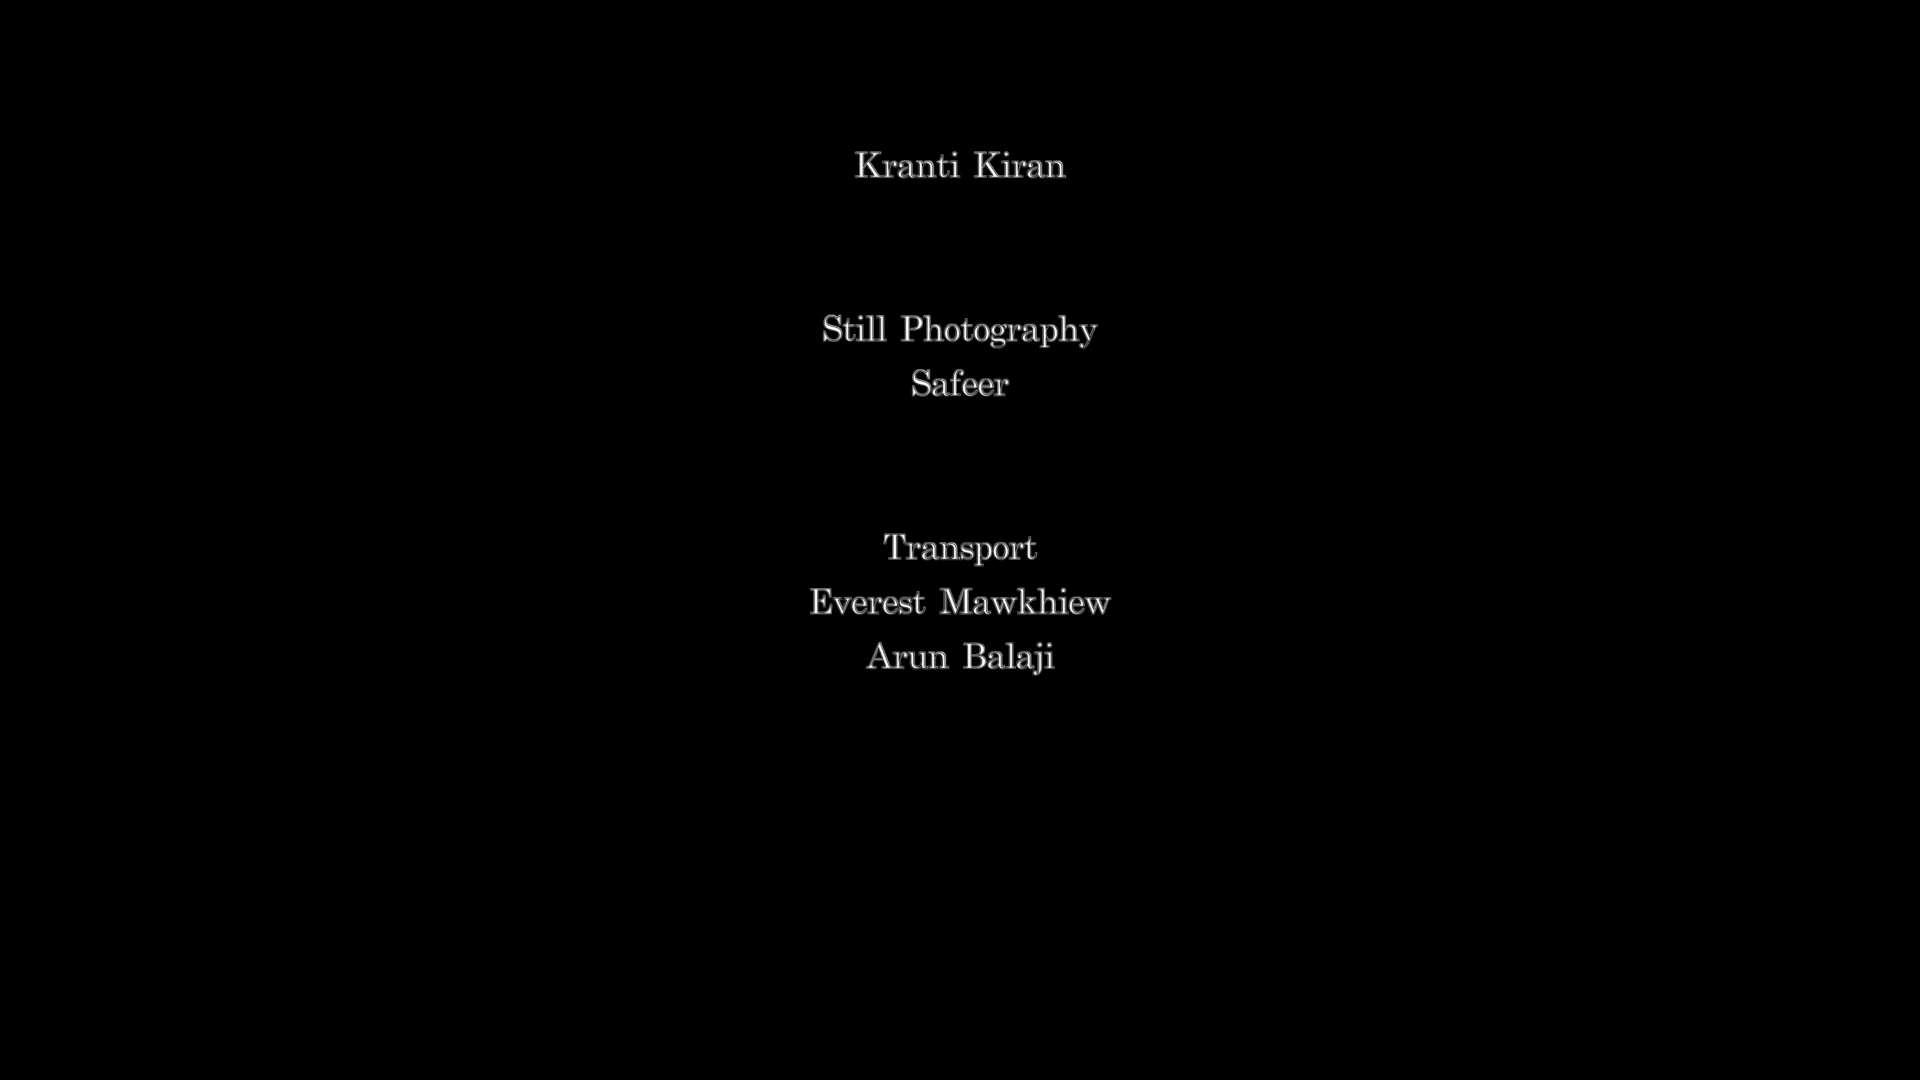 Kranti Kiran
Still Photography
Safeer
Transport
Everest Mawkhiew
Arun Balaji